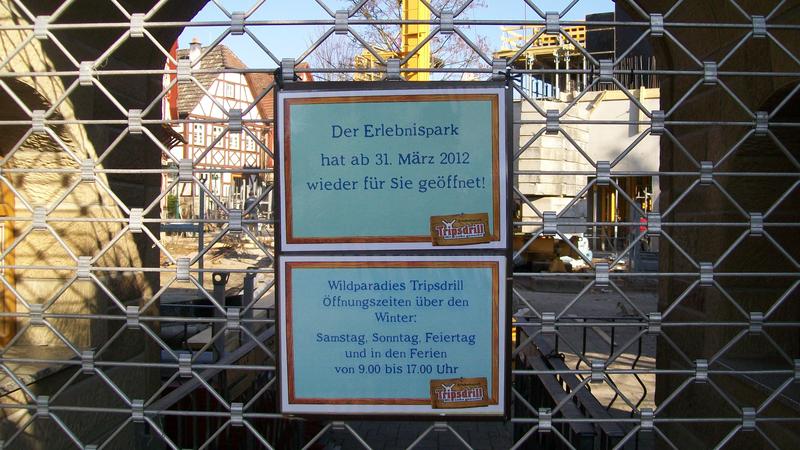 Der Erlebnispark
hat ab 31. März 2012
wieder für Sie geöffnet!
Tripsdrill
Wildparadies Tripsdrill
Öffnungszeiten über den
Winter:
Samstag, Sonntag, Feiertag
und in den Ferien
von 9.00 bis 17.00 Uhr
Tripsdrill